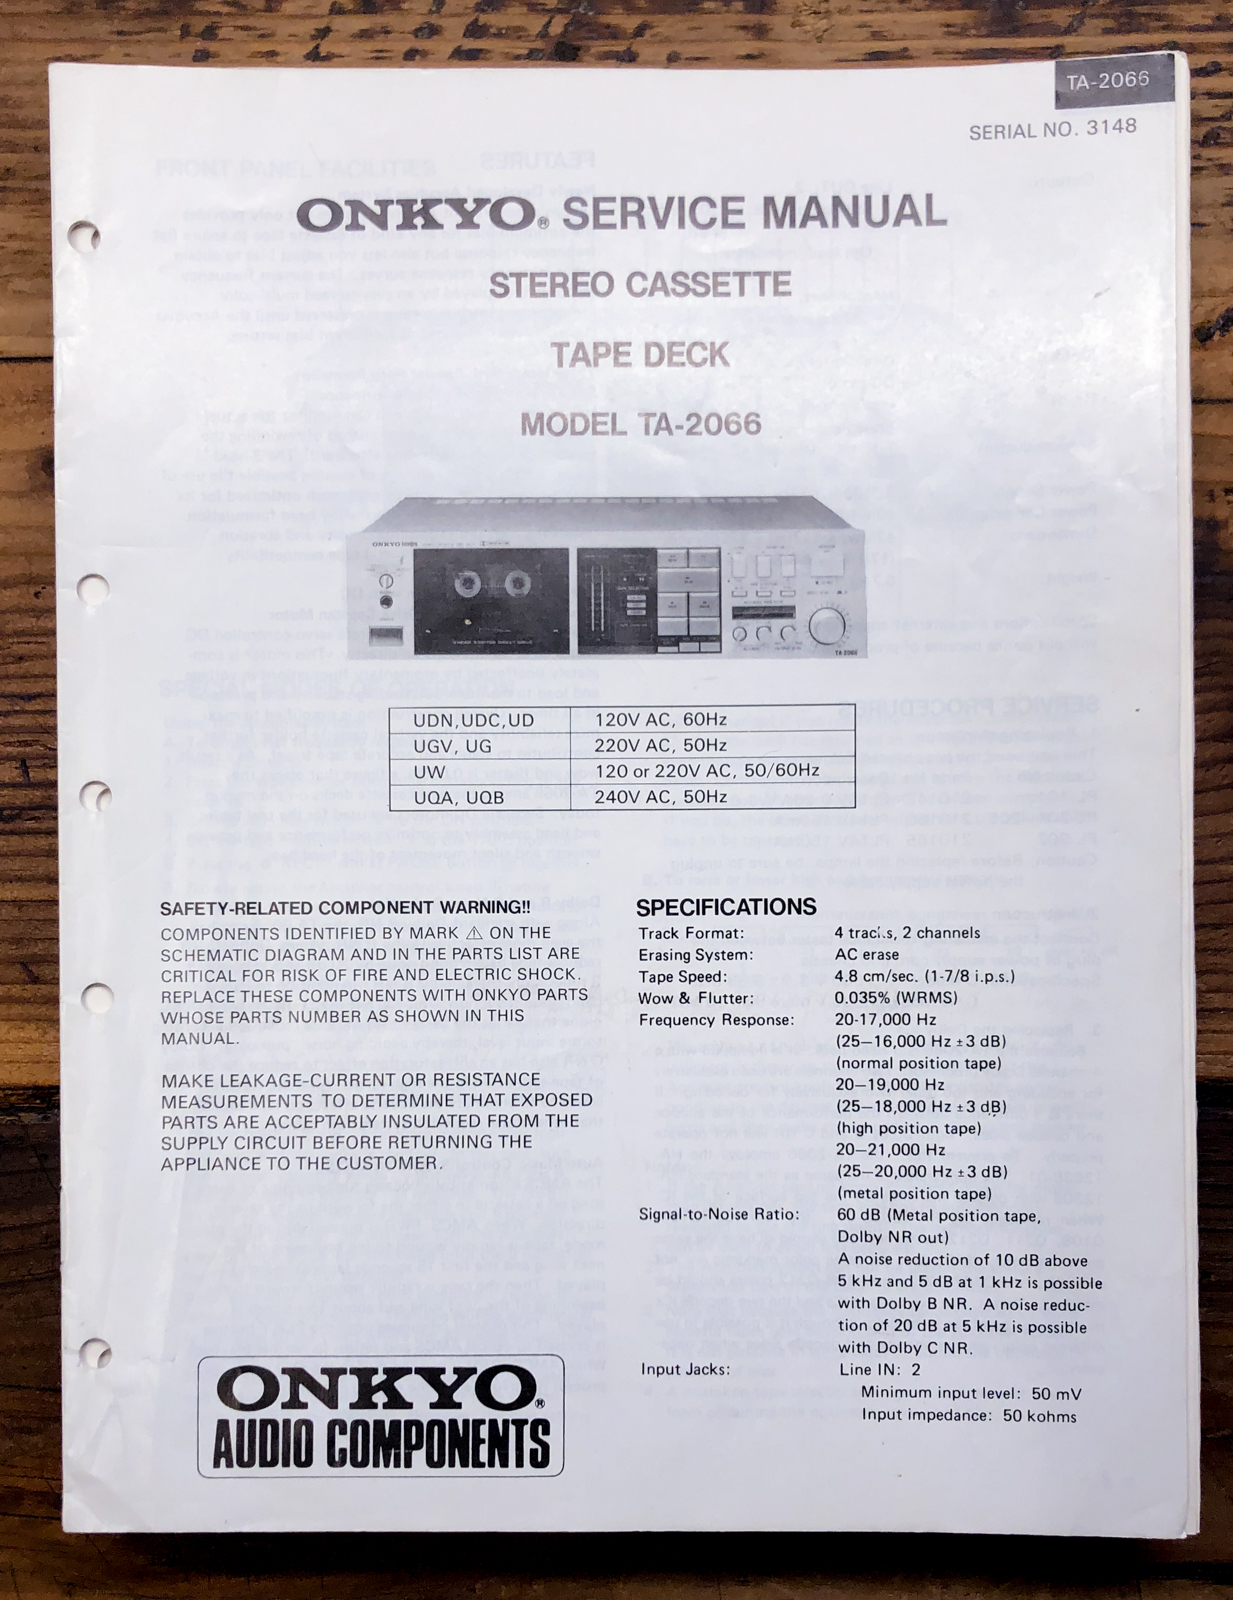 TA-2066
SERIAL NO. 3148
ONKYO® SERVICE MANUAL
STEREO CASSETTE
TAPE DECK
MODEL TA-2066
ONKYO
TA-2066
UDN,UDC,UD 120V AC, 60Hz
UGV, UG 220V AC, 50Hz
UW 120 or 220V AC, 50/60Hz
UQA, UQB 240V AC, 50Hz
SAFETY-RELATED COMPONENT WARNING!!
COMPONENTS IDENTIFIED BY MARK ⚠ ON THE
SCHEMATIC DIAGRAM AND IN THE PARTS LIST ARE
CRITICAL FOR RISK OF FIRE AND ELECTRIC SHOCK.
REPLACE THESE COMPONENTS WITH ONKYO PARTS
WHOSE PARTS NUMBER AS SHOWN IN THIS
MANUAL.
MAKE LEAKAGE-CURRENT OR RESISTANCE
MEASUREMENTS TO DETERMINE THAT EXPOSED
PARTS ARE ACCEPTABLY INSULATED FROM THE
SUPPLY CIRCUIT BEFORE RETURNING THE
APPLIANCE TO THE CUSTOMER.
ONKYO®
AUDIO COMPONENTS
SPECIFICATIONS
Track Format: 4 tracks, 2 channels
Erasing System: AC erase
Tape Speed: 4.8 cm/sec. (1-7/8 i.p.s.)
Wow & Flutter: 0.035% (WRMS)
Frequency Response: 20-17,000 Hz
(25–16,000 Hz ±3 dB)
(normal position tape)
20–19,000 Hz
(25–18,000 Hz ±3 dB)
(high position tape)
20–21,000 Hz
(25–20,000 Hz ±3 dB)
(metal position tape)
Signal-to-Noise Ratio: 60 dB (Metal position tape,
Dolby NR out)
A noise reduction of 10 dB above
5 kHz and 5 dB at 1 kHz is possible
with Dolby B NR. A noise reduc-
tion of 20 dB at 5 kHz is possible
with Dolby C NR.
Input Jacks: Line IN: 2
Minimum input level: 50 mV
Input impedance: 50 kohms